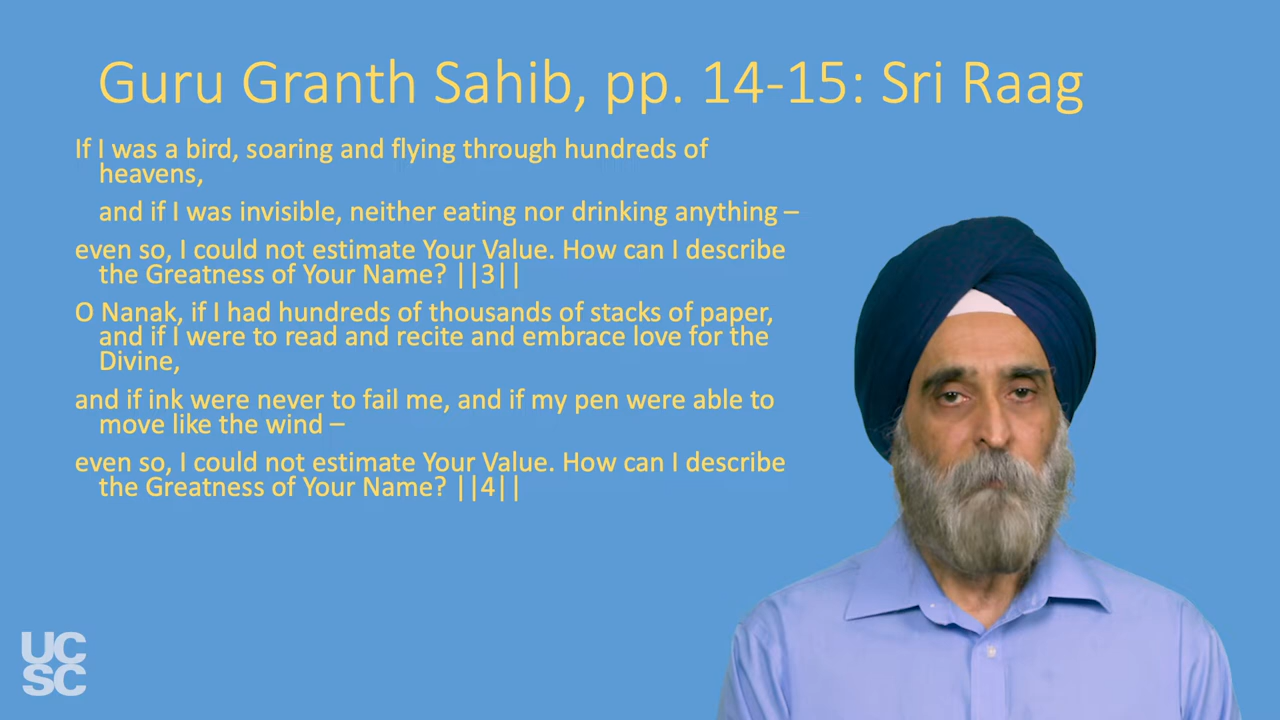 Guru Granth Sahib, pp. 14-15: Sri Raag
If I was a bird, soaring and flying through hundreds of
heavens,
and if I was invisible, neither eating nor drinking anything –
even so, I could not estimate Your Value. How can I describe
the Greatness of Your Name? ||3||
O Nanak, if I had hundreds of thousands of stacks of paper,
and if I were to read and recite and embrace love for the
Divine,
and if ink were never to fail me, and if my pen were able to
move like the wind –
even so, I could not estimate Your Value. How can I describe
the Greatness of Your Name? ||4||
UC
SC